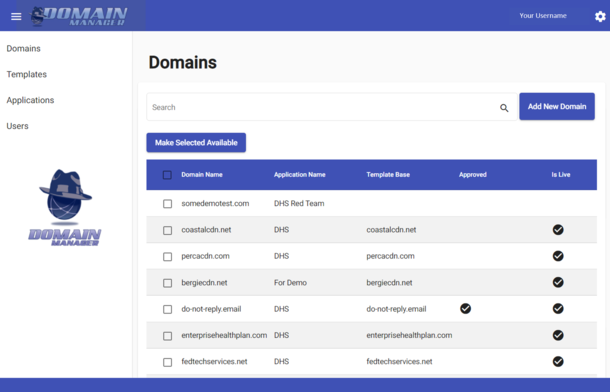 DOMAIN
MANAGER
Your Username
Domains
Templates
Applications
Users
DOMAIN
MANAGER
Domains
Search
Add New Domain
Make Selected Available
Domain Name Application Name Template Base Approved Is Live
somedemotest.com DHS Red Team
coastalcdn.net DHS coastalcdn.net
percacdn.com DHS percacdn.com
bergiecdn.net For Demo bergiecdn.net
do-not-reply.email DHS do-not-reply.email
enterprisehealthplan.com DHS enterprisehealthplan.com
fedtechservices.net DHS fedtechservices.net